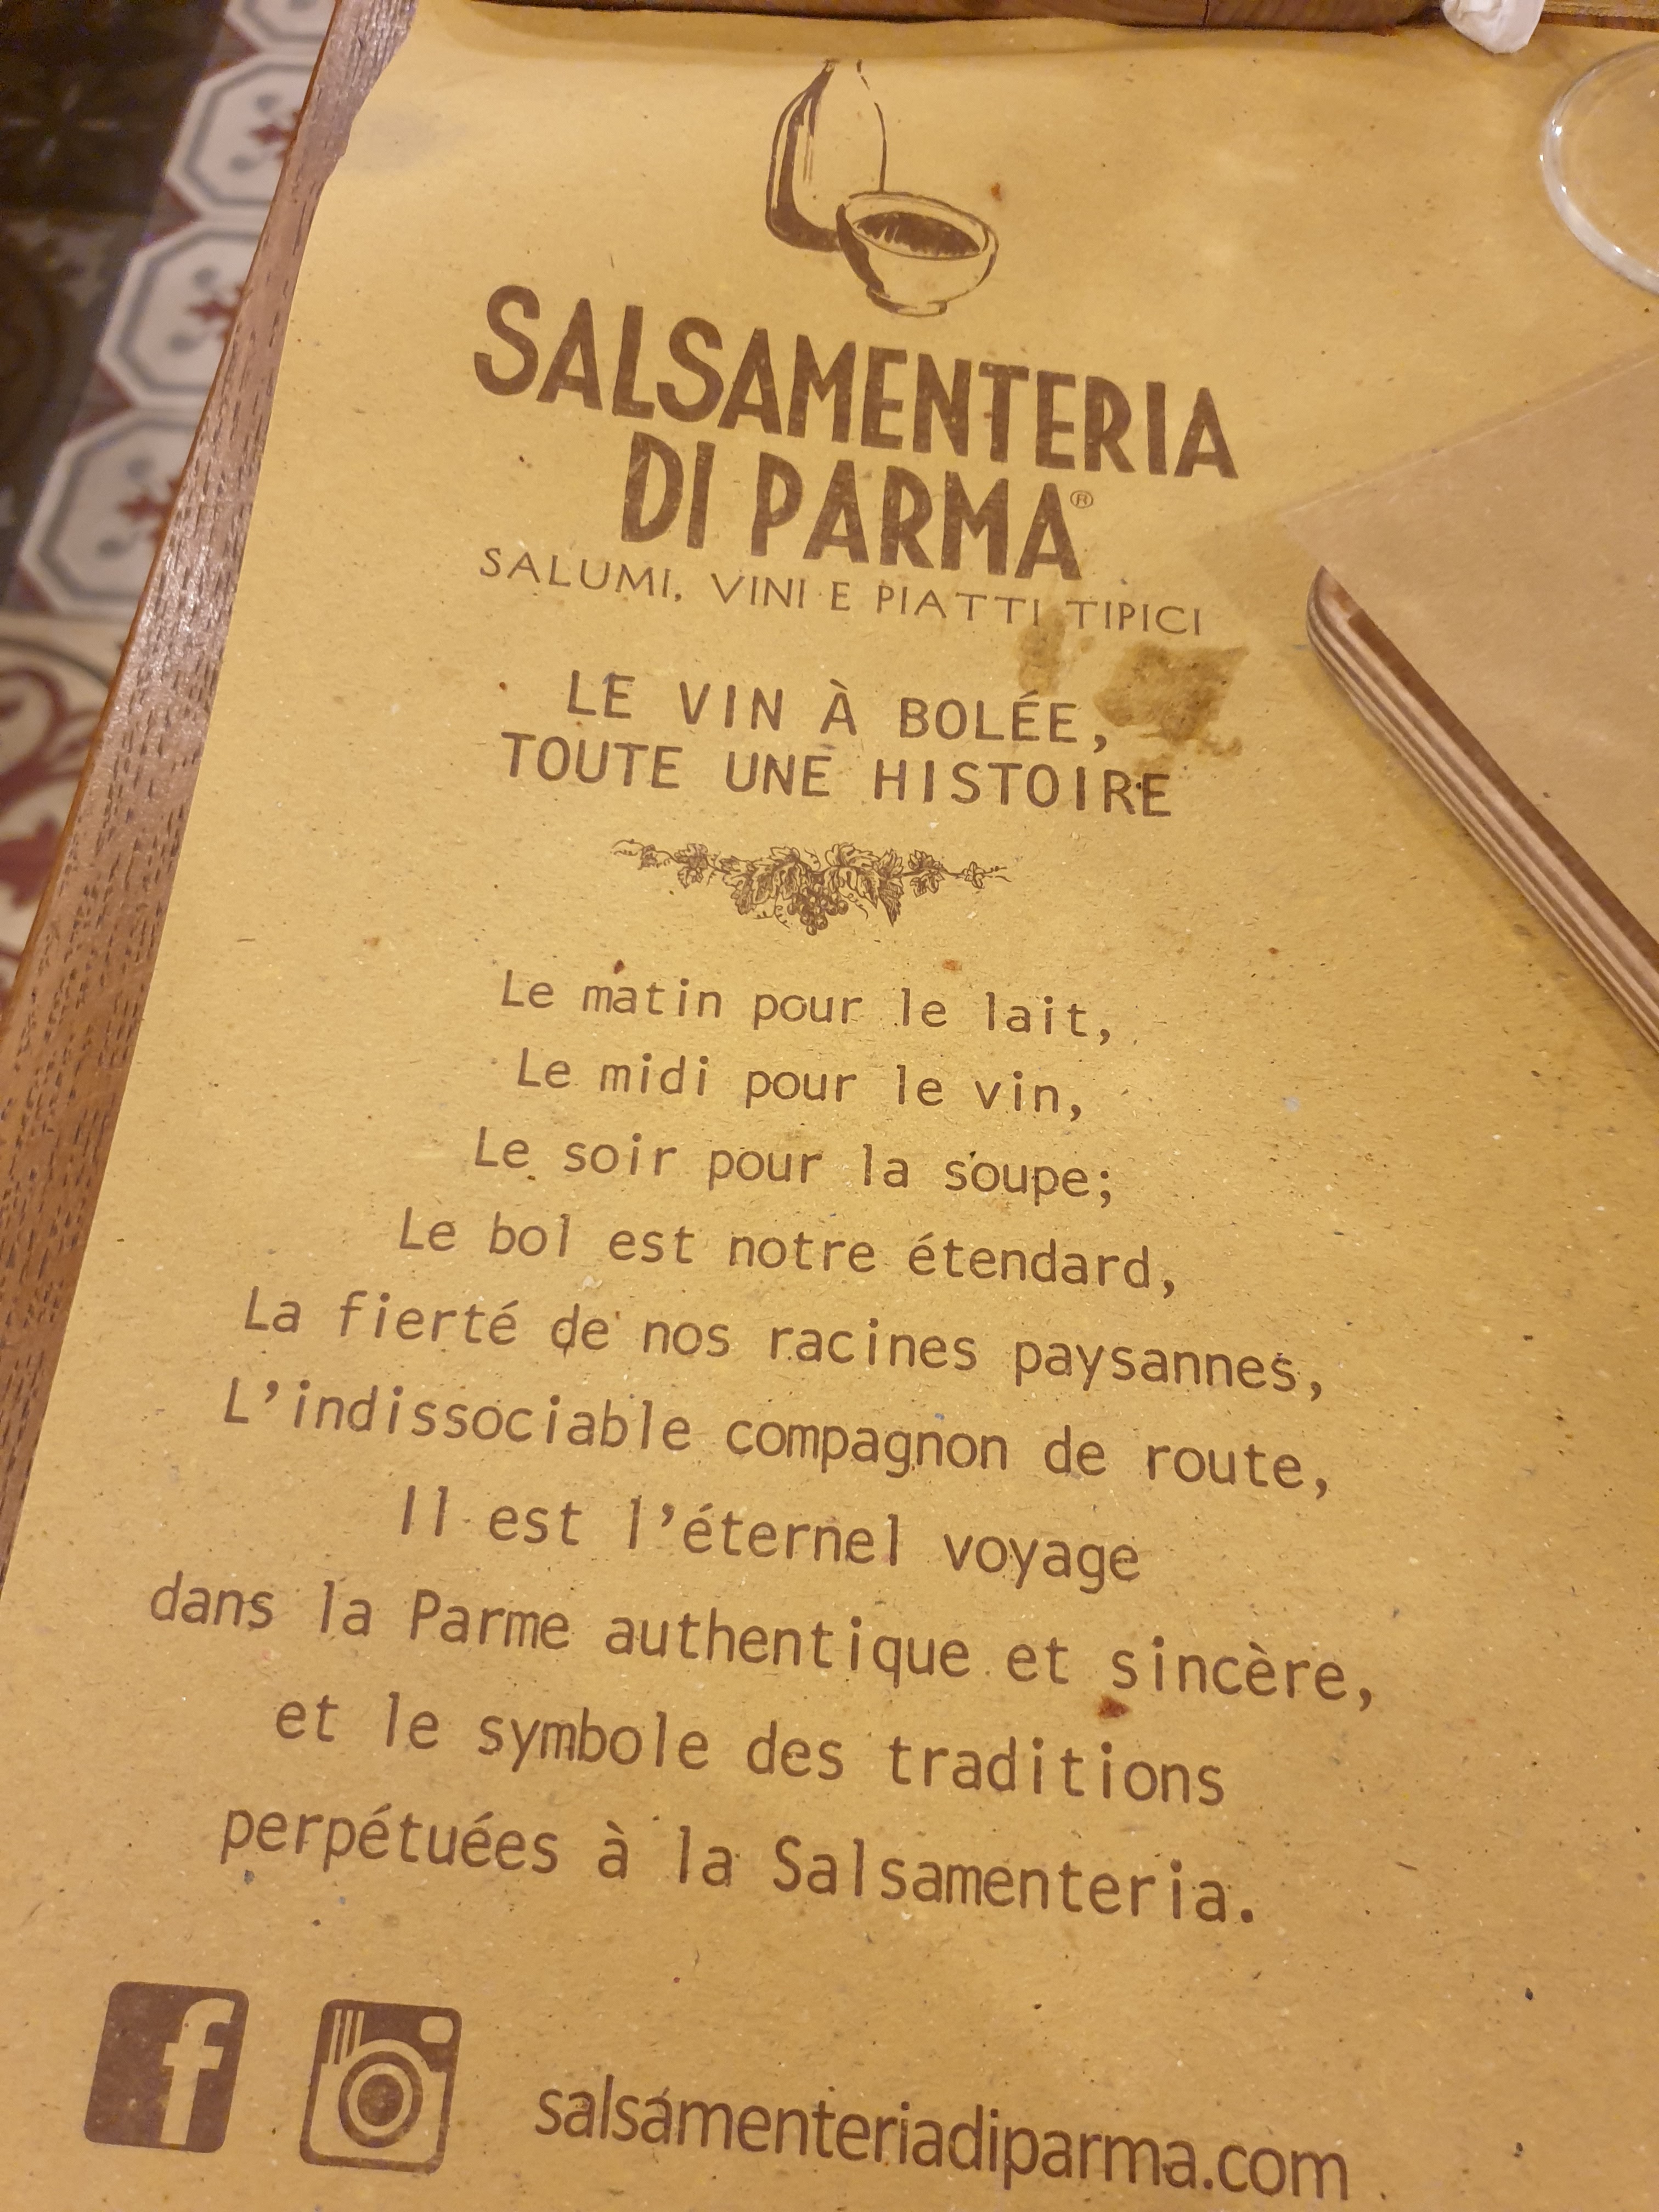 SALSAMENTERIA
DI PARMA®
SALUMI, VINI E PIATTI TIPICI
LE VIN À BOLÉE,
TOUTE UNE HISTOIRE
Le matin pour le lait,
Le midi pour le vin,
Le soir pour la soupe;
Le bol est notre étendard,
La fierté de nos racines paysannes,
L'indissociable compagnon de route,
Il est l'éternel voyage
dans la Parme authentique et sincère,
et le symbole des traditions
perpétuées à la Salsamenteria.
salsamenteriadiparma.com